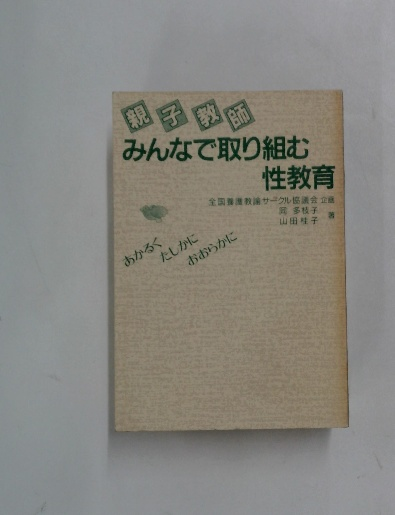 親子教師
みんなで取り組む
性教育
全国養護教諭サークル協議会企画
岡 多枝子
山田桂子 著
あかるく
たしかに
おおらかに